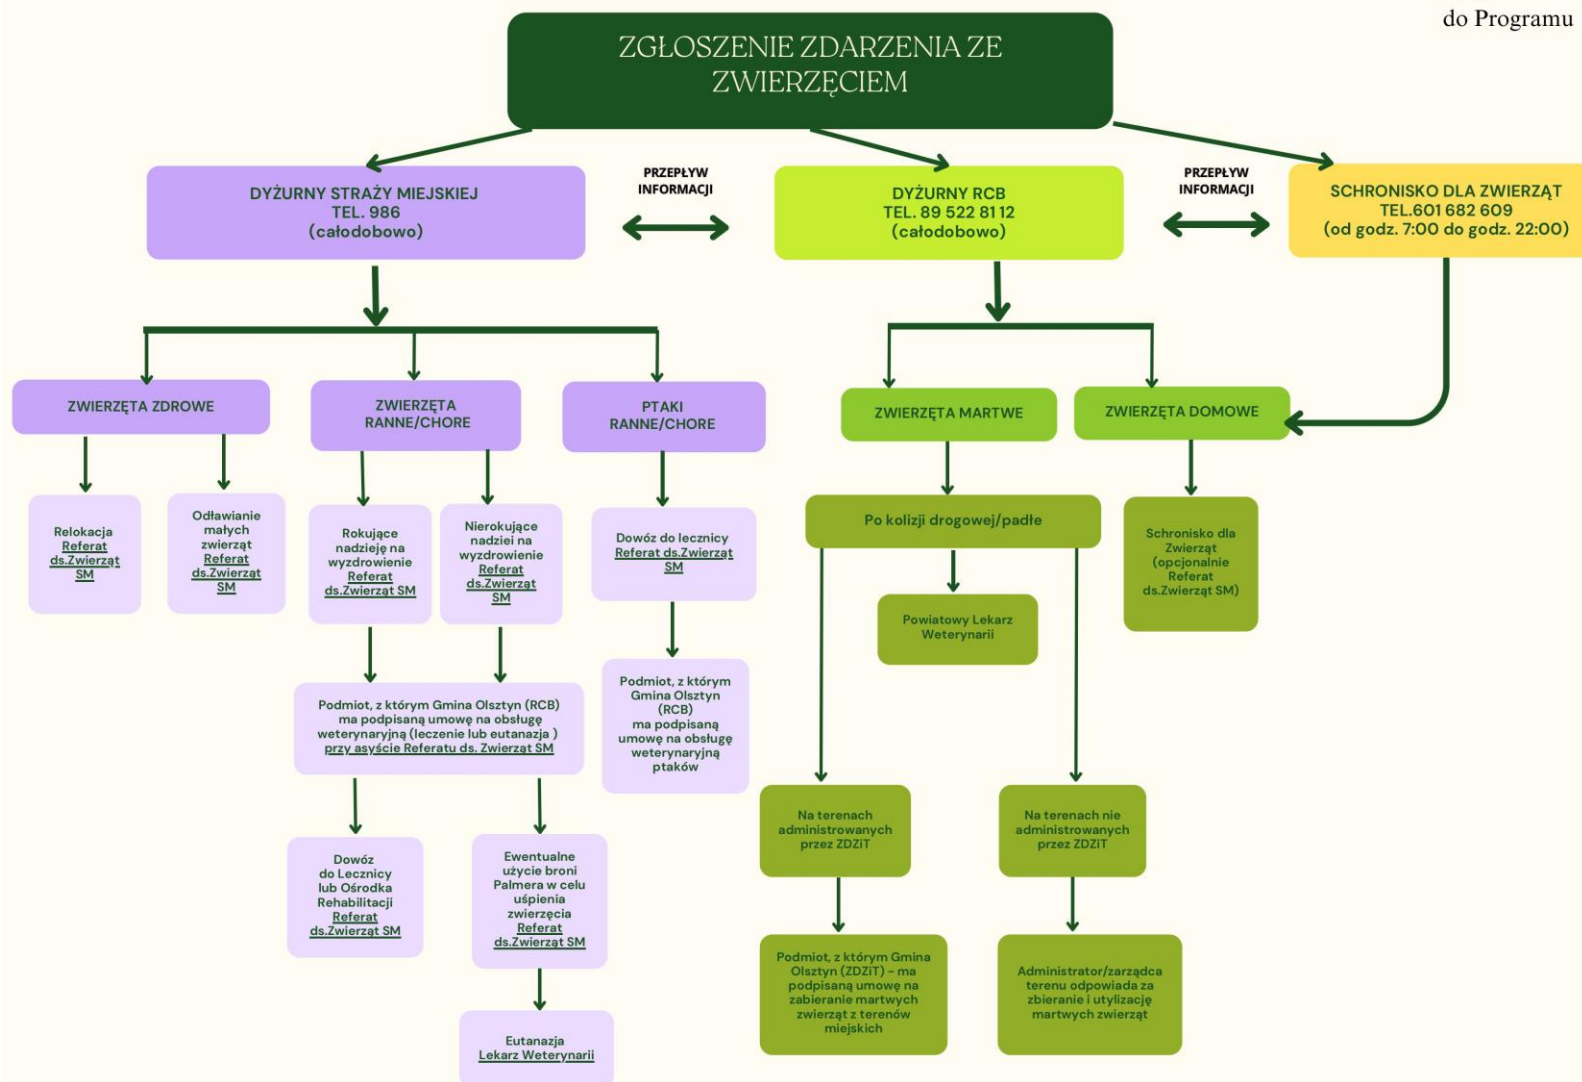 do Programu
ZGŁOSZENIE ZDARZENIA ZE
ZWIERZĘCIEM
DYŻURNY STRAŻY MIEJSKIEJ
TEL. 986
(całodobowo)
PRZEPŁYW
INFORMACJI
DYŻURNY RCB
TEL. 89 522 81 12
(całodobowo)
PRZEPŁYW
INFORMACJI
SCHRONISKO DLA ZWIERZĄT
TEL.601 682 609
(od godz. 7:00 do godz. 22:00)
ZWIERZĘTA ZDROWE
ZWIERZĘTA
RANNE/CHORE
PTAKI
RANNE/CHORE
ZWIERZĘTA MARTWE
ZWIERZĘTA DOMOWE
Relokacja
Referat
ds.Zwierząt
SM
Odławianie
małych
zwierząt
Referat
ds.Zwierząt
SM
Rokujące
nadzieję na
wyzdrowienie
Referat
ds.Zwierząt SM
Nierokujące
nadziei na
wyzdrowienie
Referat
ds.Zwierząt
SM
Dowóz do lecznicy
Referat ds.Zwierząt
SM
Po kolizji drogowej/padłe
Schronisko dla
Zwierząt
(opcjonalnie
Referat
ds.Zwierząt SM)
Powiatowy Lekarz
Weterynarii
Podmiot, z którym Gmina Olsztyn (RCB)
ma podpisaną umowę na obsługę
weterynaryjną (leczenie lub eutanazja )
przy asyście Referatu ds. Zwierząt SM
Podmiot, z którym
Gmina Olsztyn
(RCB)
ma podpisaną
umowę na obsługę
weterynaryjną
ptaków
Na terenach
administrowanych
przez ZDZiT
Na terenach nie
administrowanych
przez ZDZiT
Dowóz
do Lecznicy
lub Ośrodka
Rehabilitacji
Referat
ds.Zwierząt SM
Ewentualne
użycie broni
Palmera w celu
uśpienia
zwierzęcia
Referat
ds.Zwierząt SM
Podmiot, z którym Gmina
Olsztyn (ZDZiT) - ma
podpisaną umowę na
zabieranie martwych
zwierząt z terenów
miejskich
Administrator/zarządca
terenu odpowiada za
zbieranie i utylizację
martwych zwierząt
Eutanazja
Lekarz Weterynarii